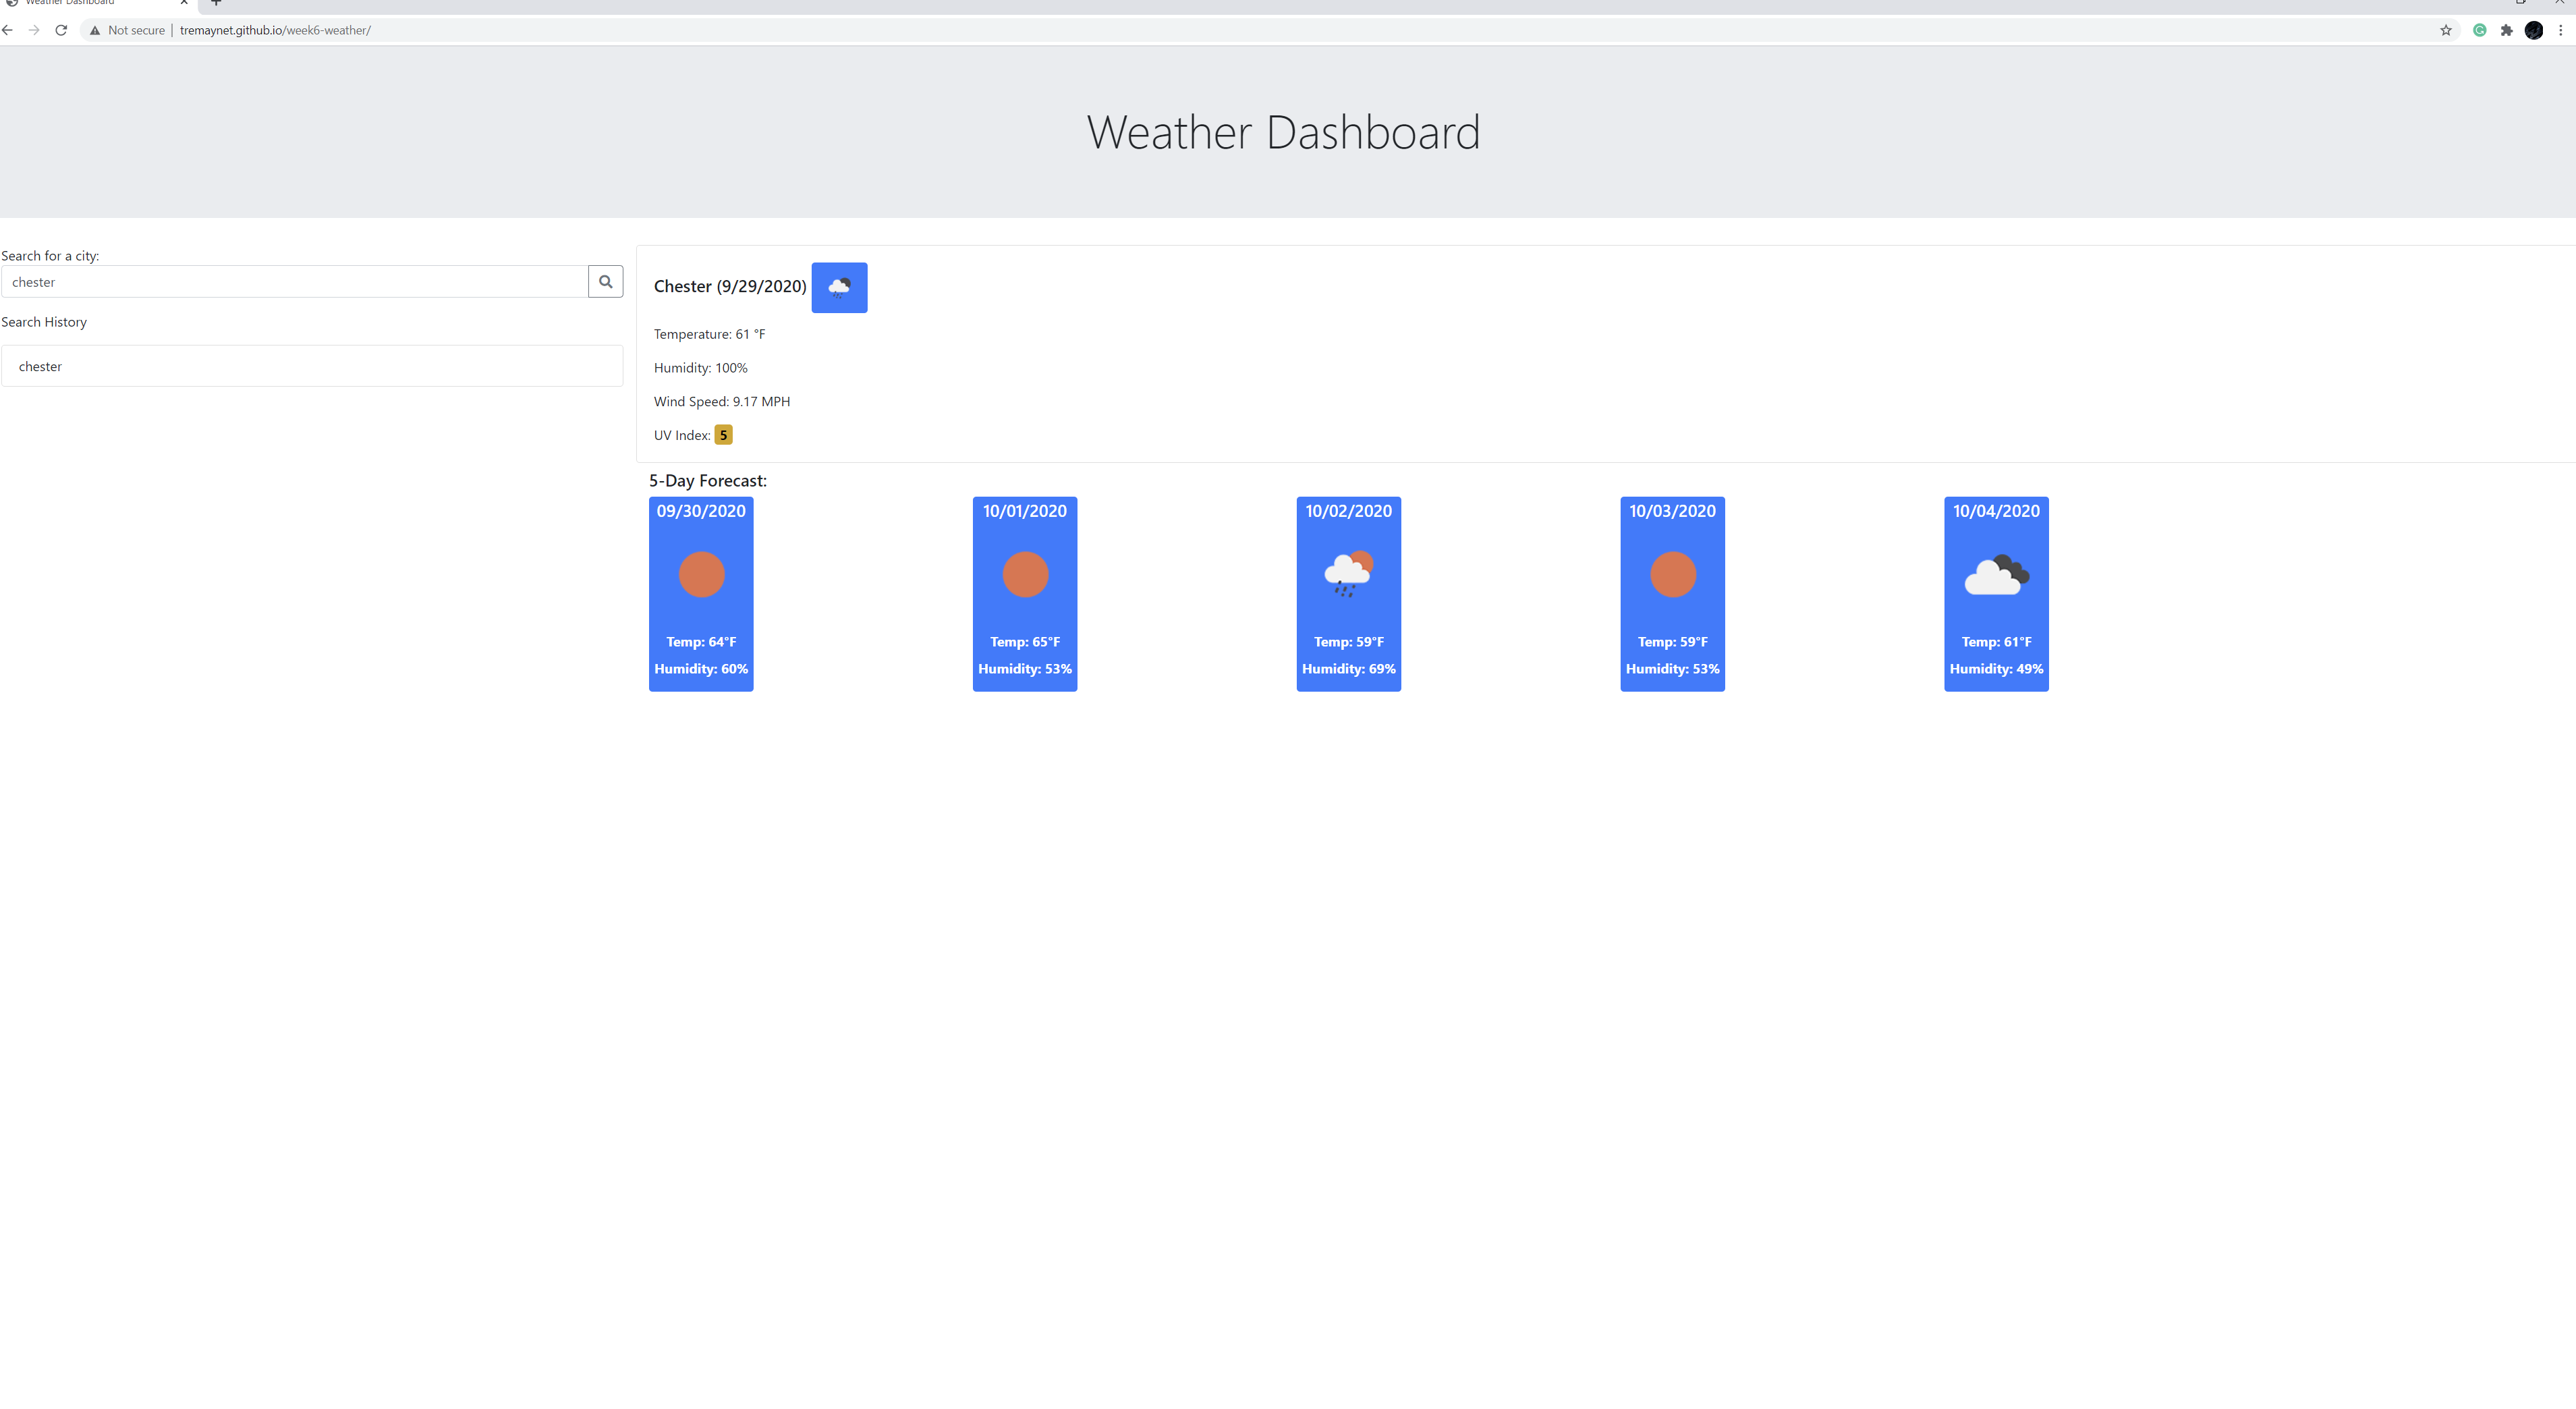 Weather Dashboard
Not secure | tremaynet.github.io/week6-weather/
Weather Dashboard
Search for a city:
chester
Search History
chester
Chester (9/29/2020)
Temperature: 61 °F
Humidity: 100%
Wind Speed: 9.17 MPH
UV Index: 5
5-Day Forecast:
09/30/2020
Temp: 64°F
Humidity: 60%
10/01/2020
Temp: 65°F
Humidity: 53%
10/02/2020
Temp: 59°F
Humidity: 69%
10/03/2020
Temp: 59°F
Humidity: 53%
10/04/2020
Temp: 61°F
Humidity: 49%